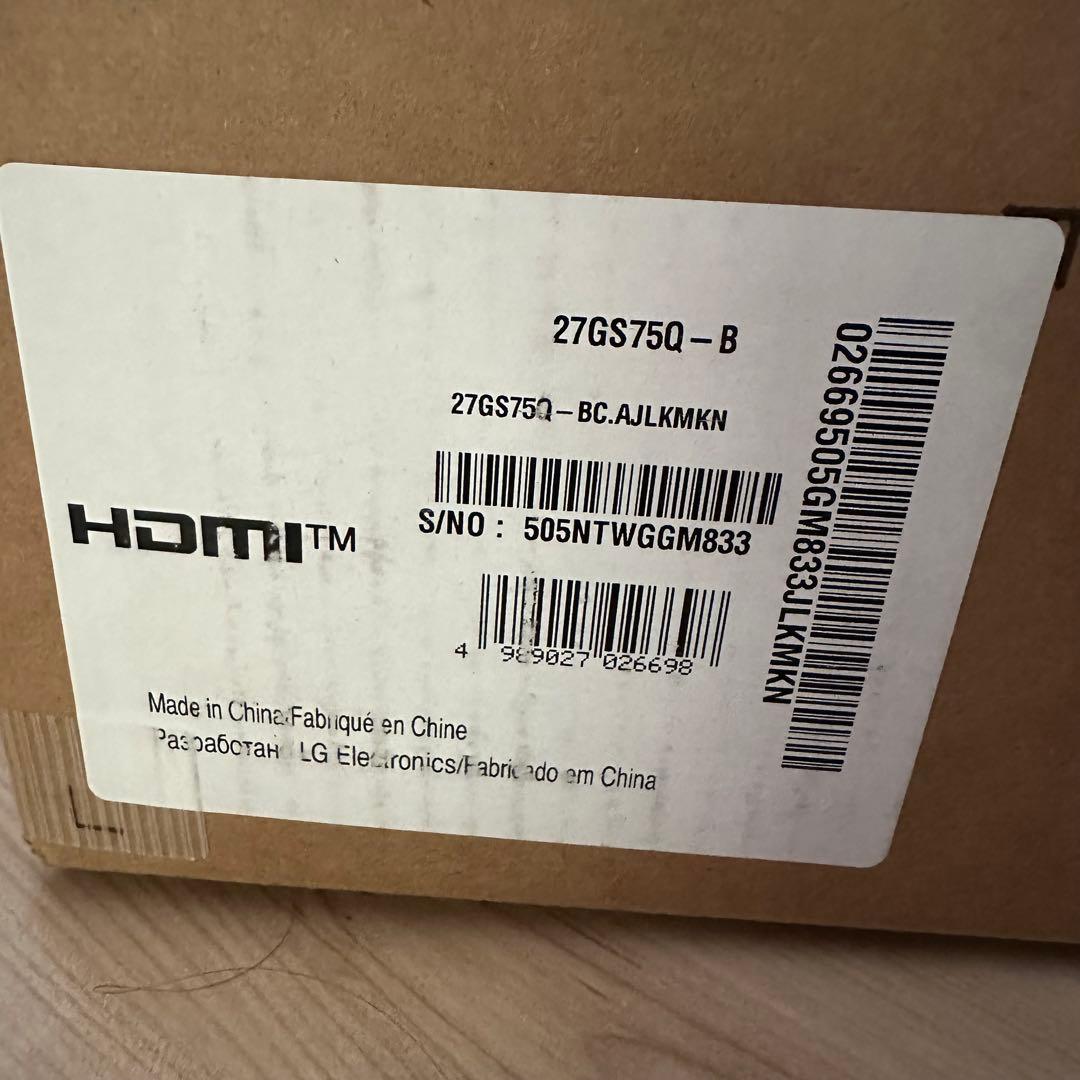 27GS75Q-B
27GS75Q-BC.AJLKMKN
HDMI™
S/NO : 505NTWGGM833
4 989027 026698
02669505GM833JLKMKN
Made in China/Fabriqué en Chine
Разработан LG Electronics/Fabricado em China